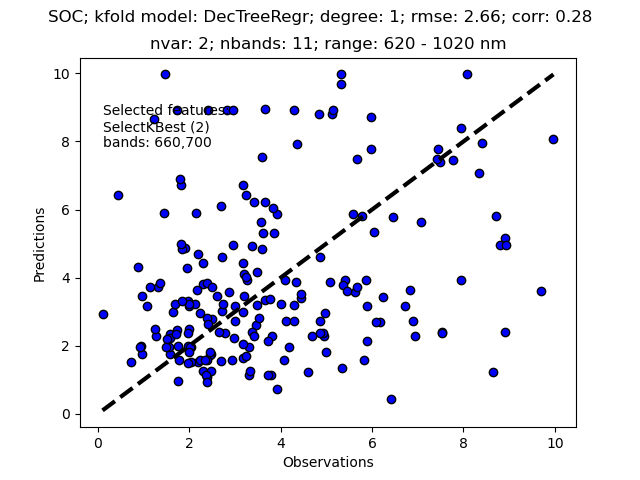 SOC; kfold model: DecTreeRegr; degree: 1; rmse: 2.66; corr: 0.28
nvar: 2; nbands: 11; range: 620 - 1020 nm
Selected features
SelectKBest (2)
bands: 660,700
10
8
6
4
2
0
Predictions
0 2 4 6 8 10
Observations